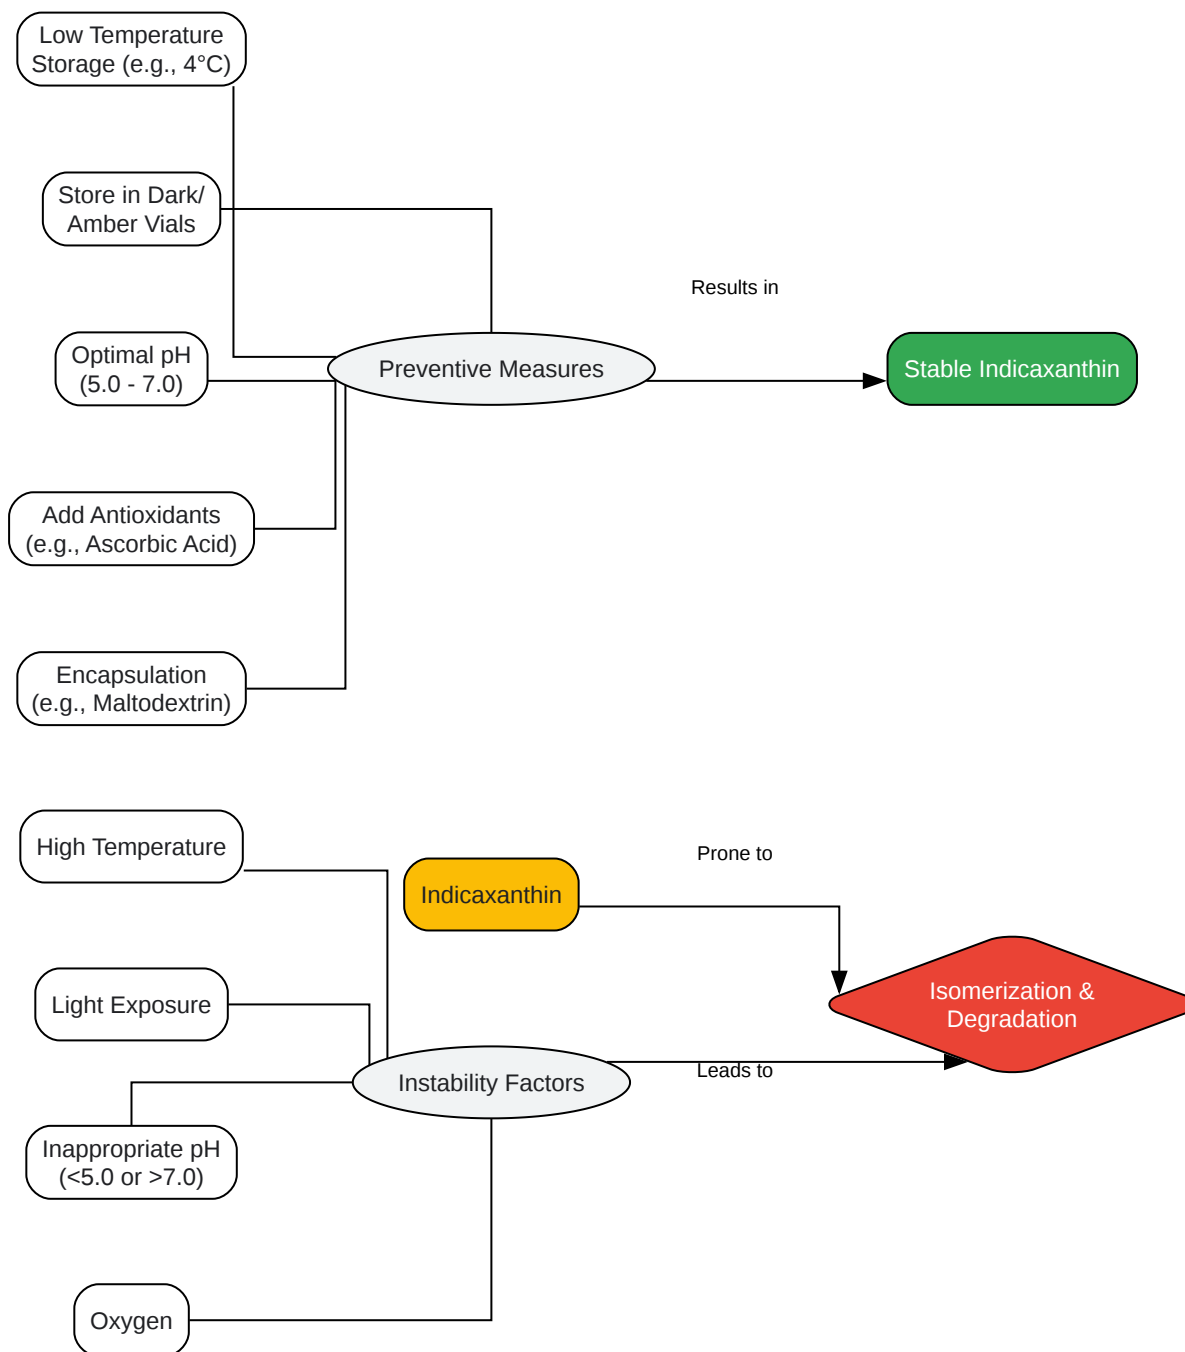 Low Temperature
Storage (e.g., 4°C)
Store in Dark/
Amber Vials
Results in
Optimal pH
(5.0 - 7.0)
Preventive Measures
Stable Indicaxanthin
Add Antioxidants
(e.g., Ascorbic Acid)
Encapsulation
(e.g., Maltodextrin)
High Temperature
Indicaxanthin
Prone to
Light Exposure
Isomerization &
Degradation
Instability Factors
Leads to
Inappropriate pH
(<5.0 or >7.0)
Oxygen